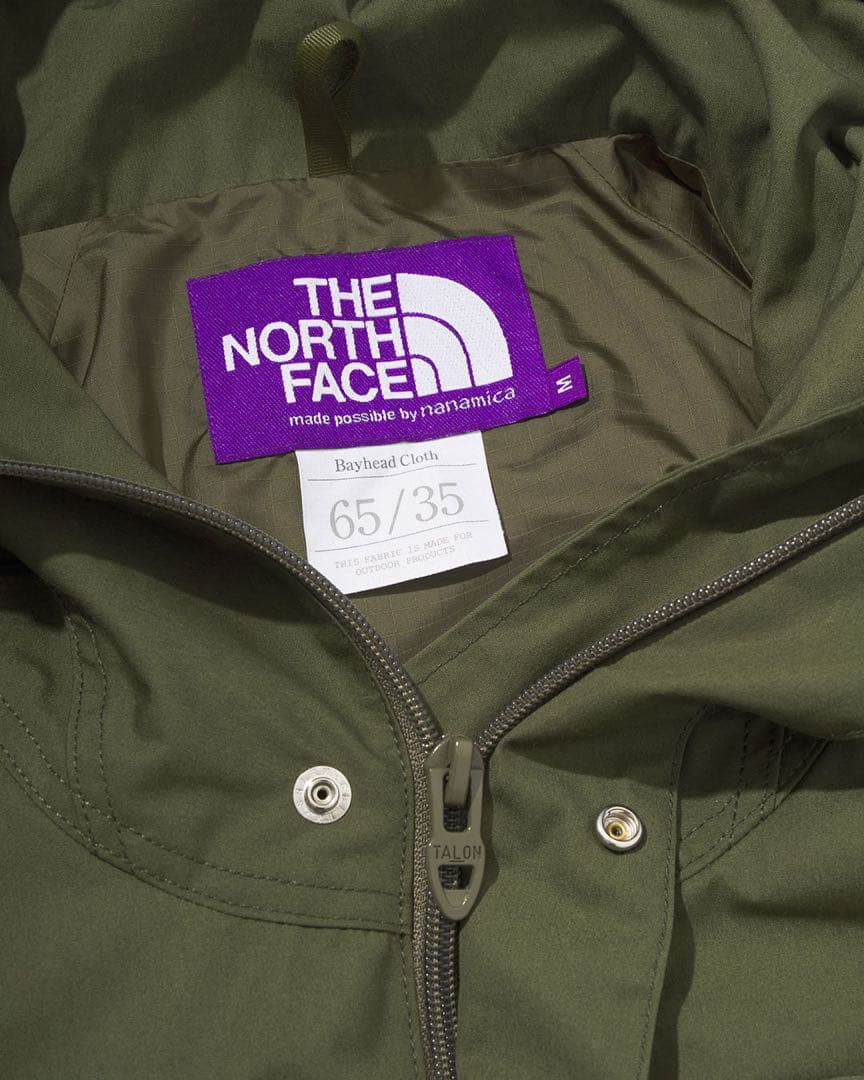 THE
NORTH
FACE
made possible by nanamica
M
Bayhead Cloth
65/35
THIS FABRIC IS MADE FOR
OUTDOOR PRODUCTS
TALON